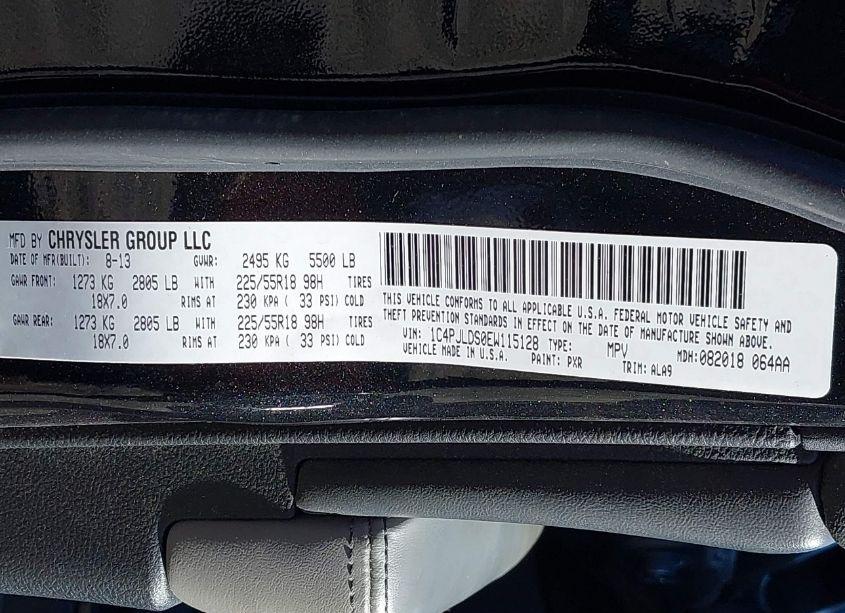 MFD BY CHRYSLER GROUP LLC
DATE OF MFR(BUILT): 8-13 GVWR: 2495 KG 5500 LB
GAWR FRONT: 1273 KG 2805 LB WITH 225/55R18 98H TIRES
18X7.0 RIMS AT 230 KPA ( 33 PSI) COLD
GAWR REAR: 1273 KG 2805 LB WITH 225/55R18 98H TIRES
18X7.0 RIMS AT 230 KPA ( 33 PSI) COLD
THIS VEHICLE CONFORMS TO ALL APPLICABLE U.S.A. FEDERAL MOTOR VEHICLE SAFETY AND
THEFT PREVENTION STANDARDS IN EFFECT ON THE DATE OF MANUFACTURE SHOWN ABOVE.
VIN: 1C4PJLDS0EW115128 TYPE: MPV MDH:082018 064AA
VEHICLE MADE IN U.S.A. PAINT: PXR TRIM: ALA9